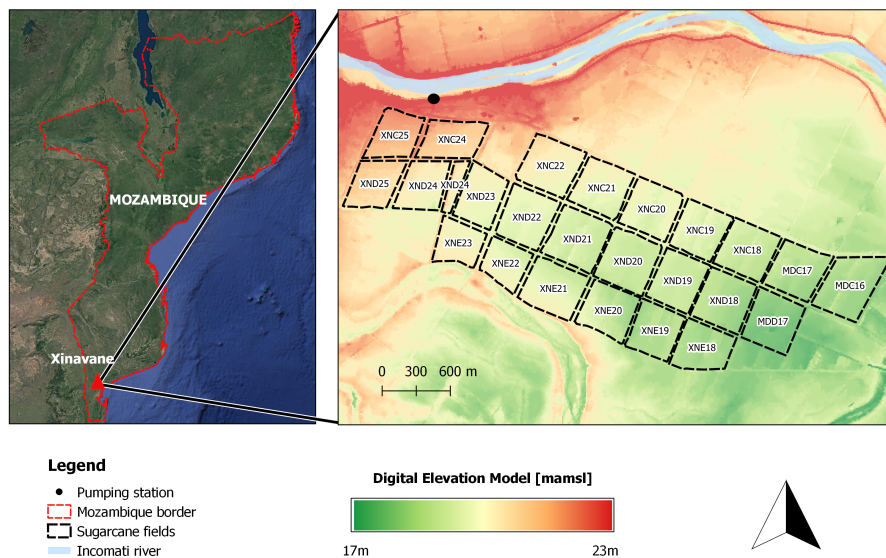 MOZAMBIQUE
Xinavane
XNC25
XNC24
XNC22
XND25
XND24
XND24
XND23
XNC21
XNC20
XND22
XNC19
XNE23
XND21
XNC18
XNE22
XND20
MDC17
XNE21
XND19
MDC16
XNE20
XND18
XNE19
MDD17
XNE18
0 300 600 m
Legend
Pumping station
Mozambique border
Sugarcane fields
Incomati river
Digital Elevation Model [mamsl]
17m 23m